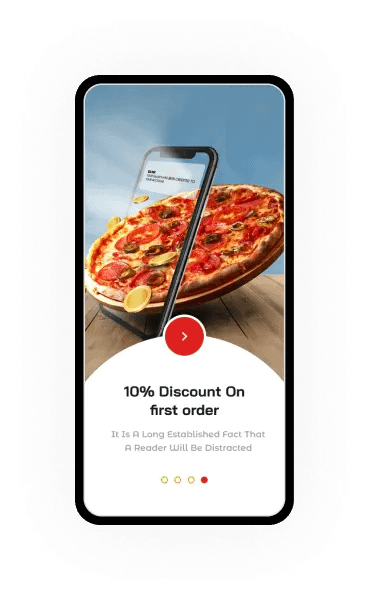 10% Discount On
first order
It Is A Long Established Fact That
A Reader Will Be Distracted